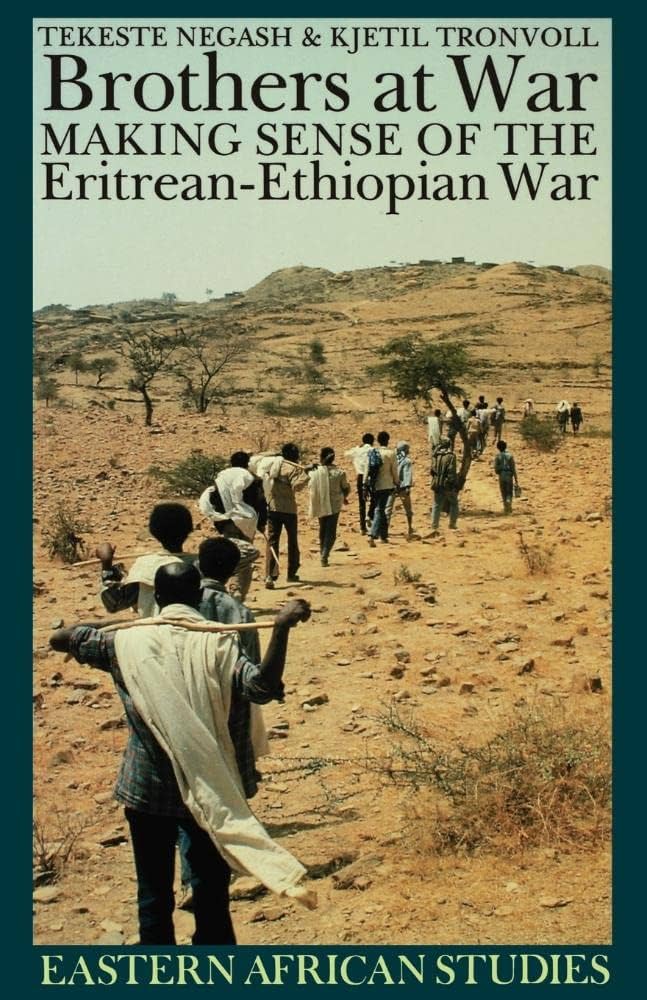 TEKESTE NEGASH & KJETIL TRONVOLL
Brothers at War
MAKING SENSE OF THE
Eritrean-Ethiopian War
EASTERN AFRICAN STUDIES